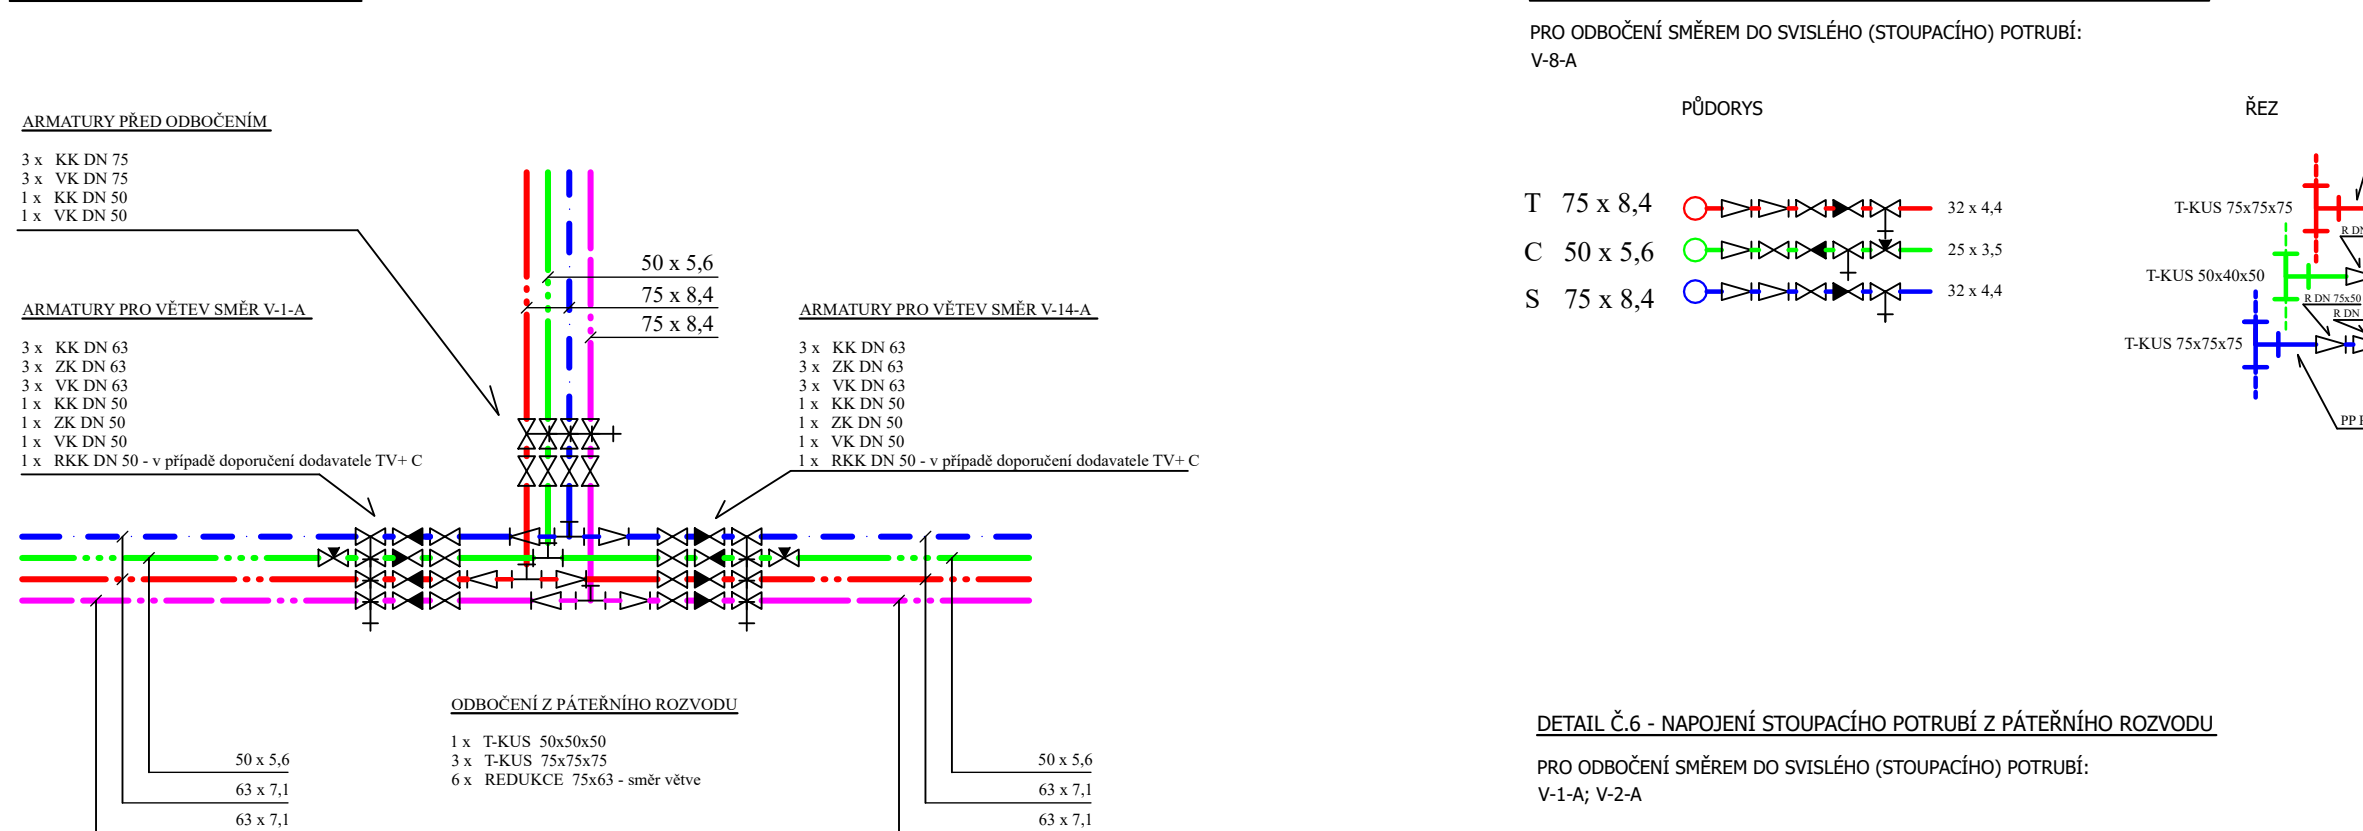 ARMATURY PŘED ODBOČENÍM
3 x KK DN 75
3 x VK DN 75
1 x KK DN 50
1 x VK DN 50
50 x 5,6
75 x 8,4
75 x 8,4
ARMATURY PRO VĚTEV SMĚR V-1-A
3 x KK DN 63
3 x ZK DN 63
3 x VK DN 63
1 x KK DN 50
1 x ZK DN 50
1 x VK DN 50
1 x RKK DN 50 - v případě doporučení dodavatele TV+ C
ARMATURY PRO VĚTEV SMĚR V-14-A
3 x KK DN 63
3 x ZK DN 63
3 x VK DN 63
1 x KK DN 50
1 x ZK DN 50
1 x VK DN 50
1 x RKK DN 50 - v případě doporučení dodavatele TV+ C
ODBOČENÍ Z PÁTEŘNÍHO ROZVODU
1 x T-KUS 50x50x50
3 x T-KUS 75x75x75
6 x REDUKCE 75x63 - směr větve
50 x 5,6
63 x 7,1
63 x 7,1
50 x 5,6
63 x 7,1
63 x 7,1
PRO ODBOČENÍ SMĚREM DO SVISLÉHO (STOUPACÍHO) POTRUBÍ:
V-8-A
PŮDORYS
ŘEZ
T 75 x 8,4
32 x 4,4
C 50 x 5,6
25 x 3,5
S 75 x 8,4
32 x 4,4
T-KUS 75x75x75
R DN
T-KUS 50x40x50
R DN 75x50
R DN
T-KUS 75x75x75
PP
DETAIL Č.6 - NAPOJENÍ STOUPACÍHO POTRUBÍ Z PÁTEŘNÍHO ROZVODU
PRO ODBOČENÍ SMĚREM DO SVISLÉHO (STOUPACÍHO) POTRUBÍ:
V-1-A; V-2-A